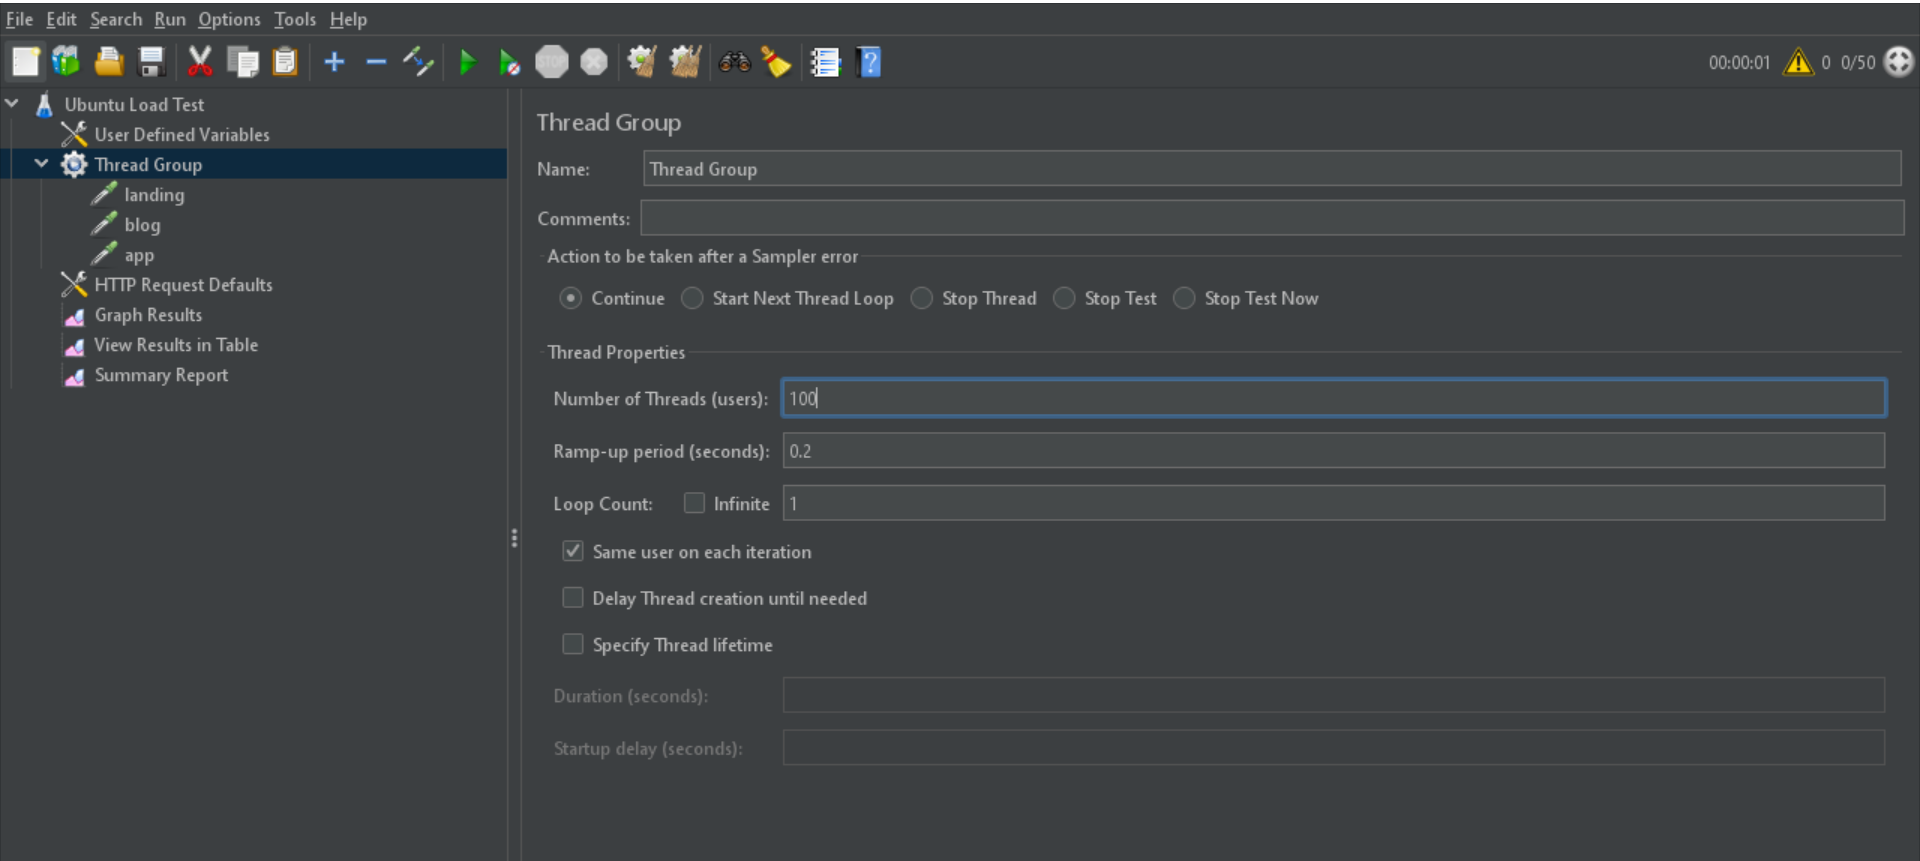 File Edit Search Run Options Tools Help
STOP
00:00:01 0 0/50
Ubuntu Load Test
User Defined Variables
Thread Group
landing
blog
app
HTTP Request Defaults
Graph Results
View Results in Table
Summary Report
Thread Group
Name: Thread Group
Comments:
Action to be taken after a Sampler error
Continue Start Next Thread Loop Stop Thread Stop Test Stop Test Now
Thread Properties
Number of Threads (users): 100
Ramp-up period (seconds): 0.2
Loop Count: Infinite 1
Same user on each iteration
Delay Thread creation until needed
Specify Thread lifetime
Duration (seconds):
Startup delay (seconds):